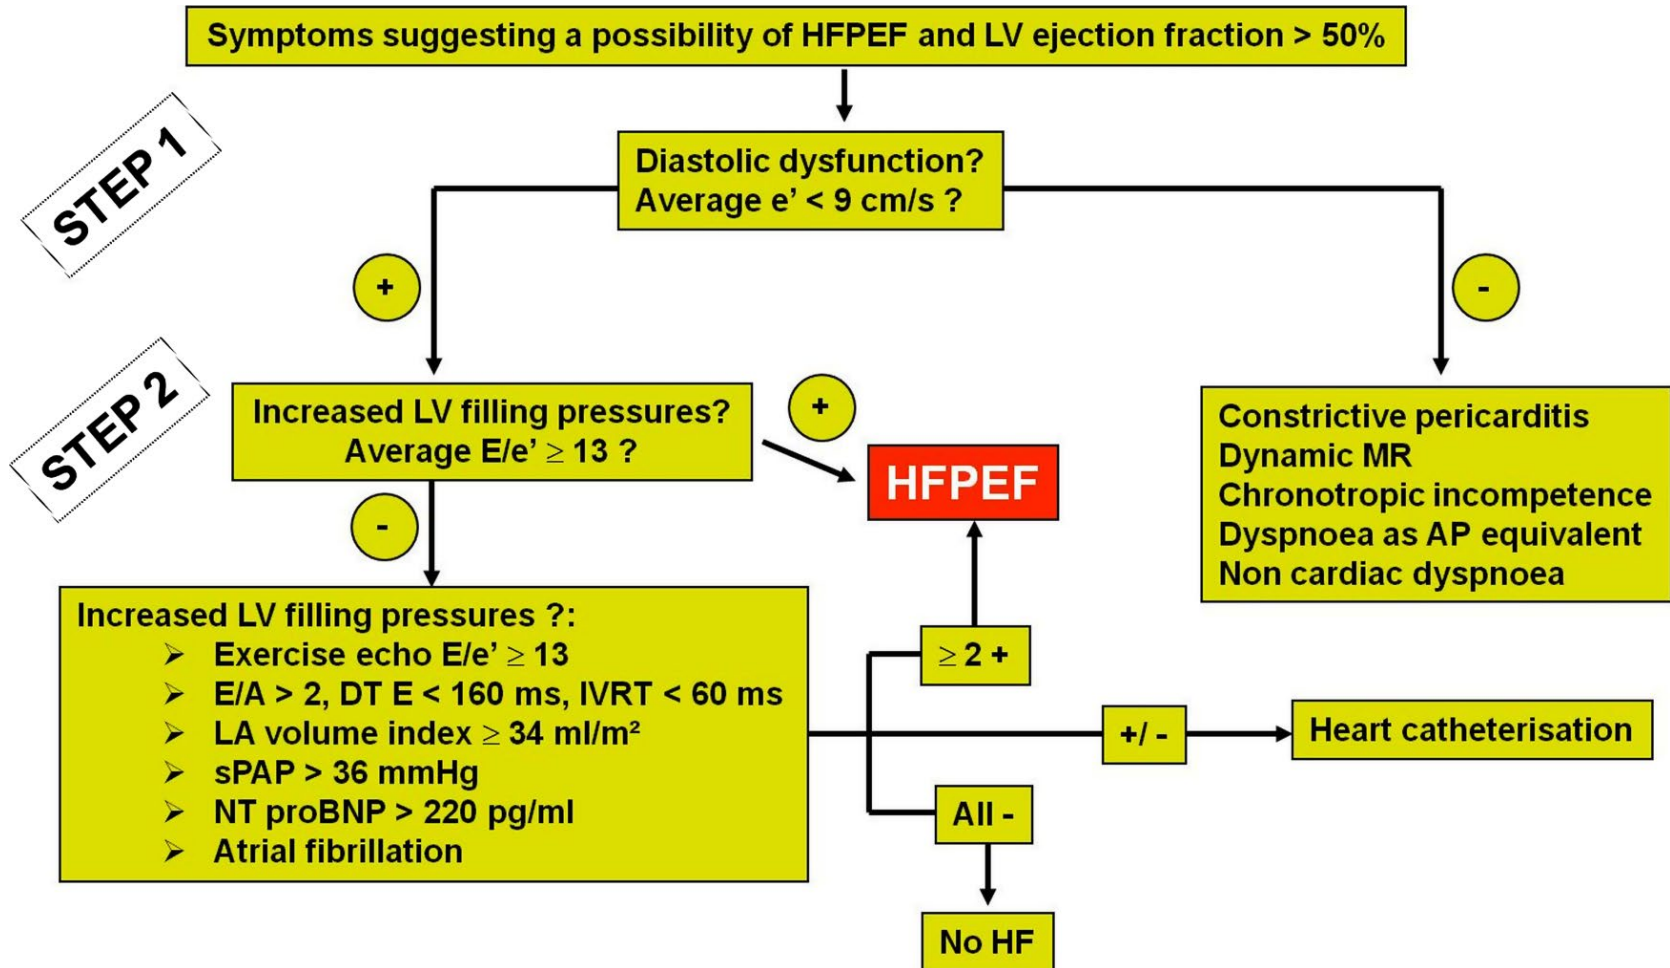 Symptoms suggesting a possibility of HFPEF and LV ejection fraction > 50%
STEP 1
Diastolic dysfunction?
Average e’ < 9 cm/s ?
+
-
STEP 2
Increased LV filling pressures?
Average E/e’ ≥ 13 ?
+
-
HFPEF
Constrictive pericarditis
Dynamic MR
Chronotropic incompetence
Dyspnoea as AP equivalent
Non cardiac dyspnoea
Increased LV filling pressures ?:
➢ Exercise echo E/e’ ≥ 13
➢ E/A > 2, DT E < 160 ms, IVRT < 60 ms
➢ LA volume index ≥ 34 ml/m²
➢ sPAP > 36 mmHg
➢ NT proBNP > 220 pg/ml
➢ Atrial fibrillation
≥ 2 +
+/ -
Heart catheterisation
All -
No HF